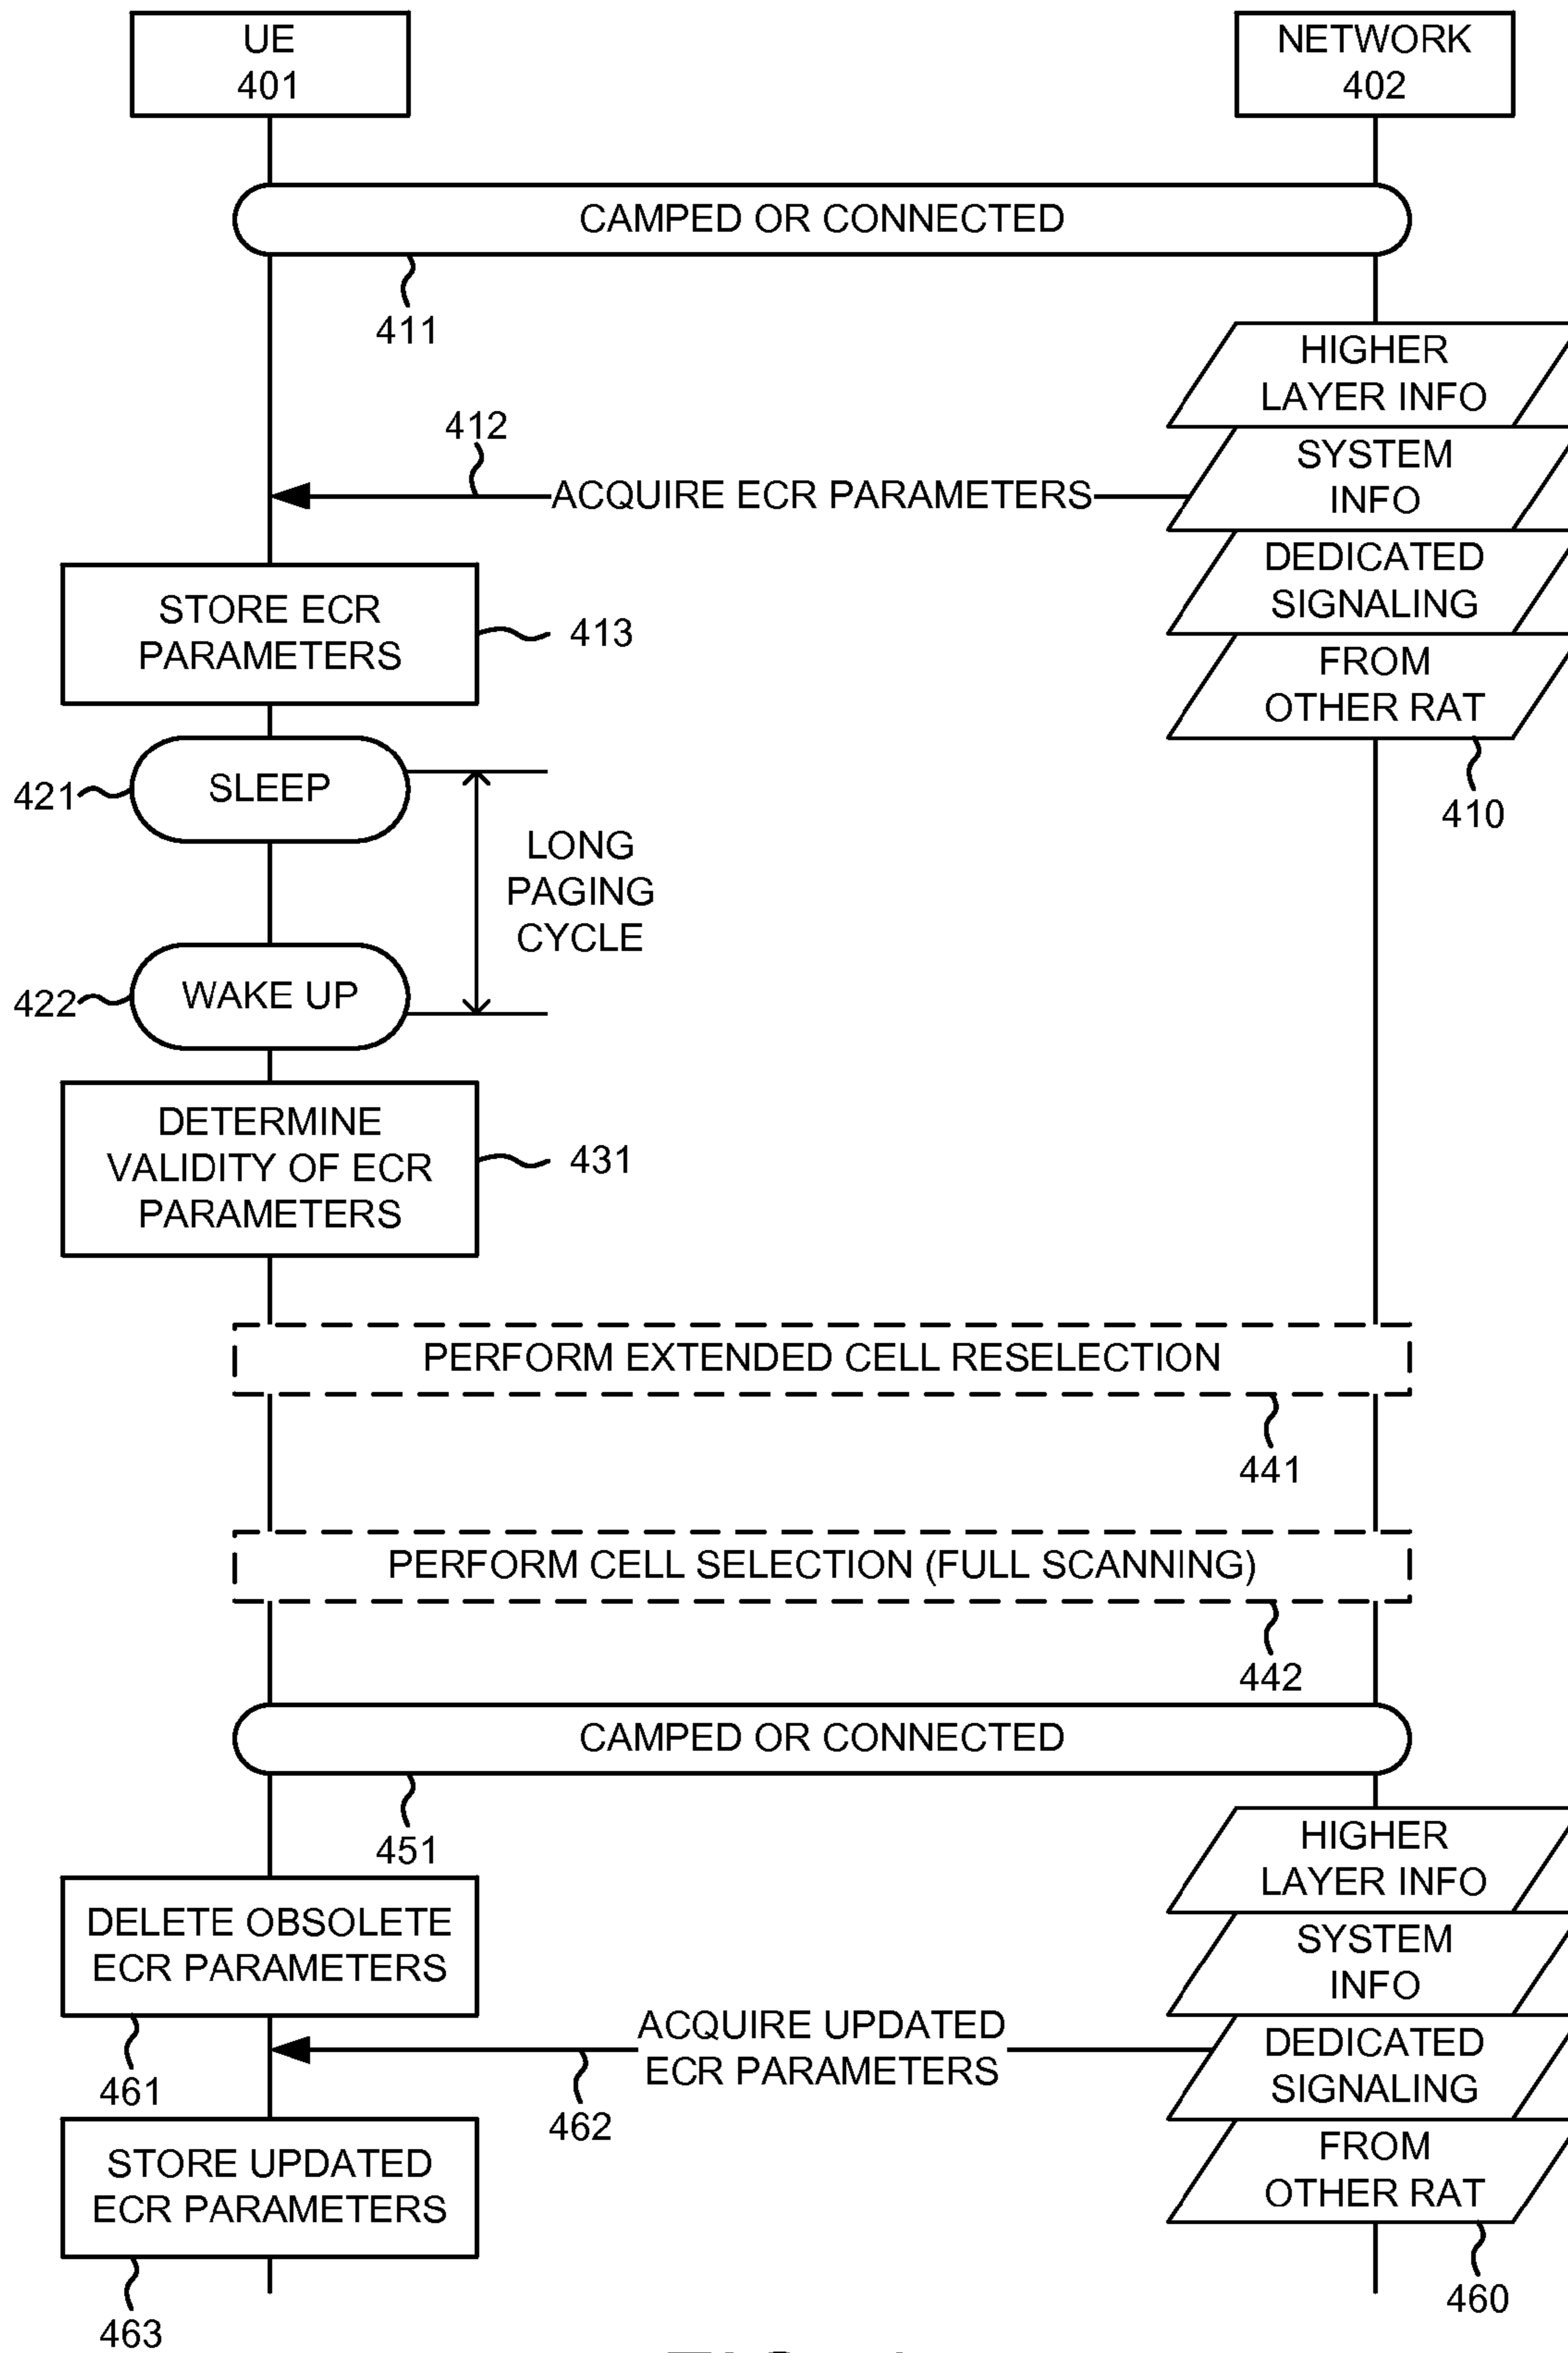 UE
401
NETWORK
402
CAMPED OR CONNECTED
411
HIGHER
LAYER INFO
412
SYSTEM
INFO
ACQUIRE ECR PARAMETERS
DEDICATED
SIGNALING
STORE ECR
PARAMETERS
413
FROM
OTHER RAT
410
421
SLEEP
LONG
PAGING
CYCLE
422
WAKE UP
DETERMINE
VALIDITY OF ECR
PARAMETERS
431
PERFORM EXTENDED CELL RESELECTION
441
PERFORM CELL SELECTION (FULL SCANNING)
442
CAMPED OR CONNECTED
451
HIGHER
LAYER INFO
DELETE OBSOLETE
ECR PARAMETERS
461
SYSTEM
INFO
ACQUIRE UPDATED
ECR PARAMETERS
462
DEDICATED
SIGNALING
STORE UPDATED
ECR PARAMETERS
463
FROM
OTHER RAT
460